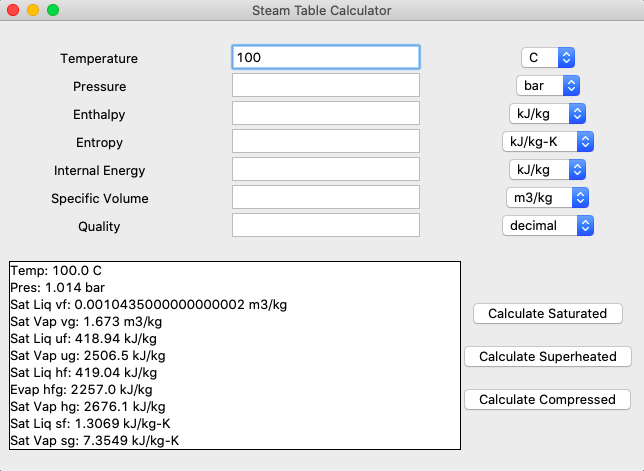 Steam Table Calculator
Temperature 100 C
Pressure bar
Enthalpy kJ/kg
Entropy kJ/kg-K
Internal Energy kJ/kg
Specific Volume m3/kg
Quality decimal
Temp: 100.0 C
Pres: 1.014 bar
Sat Liq vf: 0.0010435000000000002 m3/kg
Sat Vap vg: 1.673 m3/kg
Sat Liq uf: 418.94 kJ/kg
Sat Vap ug: 2506.5 kJ/kg
Sat Liq hf: 419.04 kJ/kg
Evap hfg: 2257.0 kJ/kg
Sat Vap hg: 2676.1 kJ/kg
Sat Liq sf: 1.3069 kJ/kg-K
Sat Vap sg: 7.3549 kJ/kg-K
Calculate Saturated
Calculate Superheated
Calculate Compressed